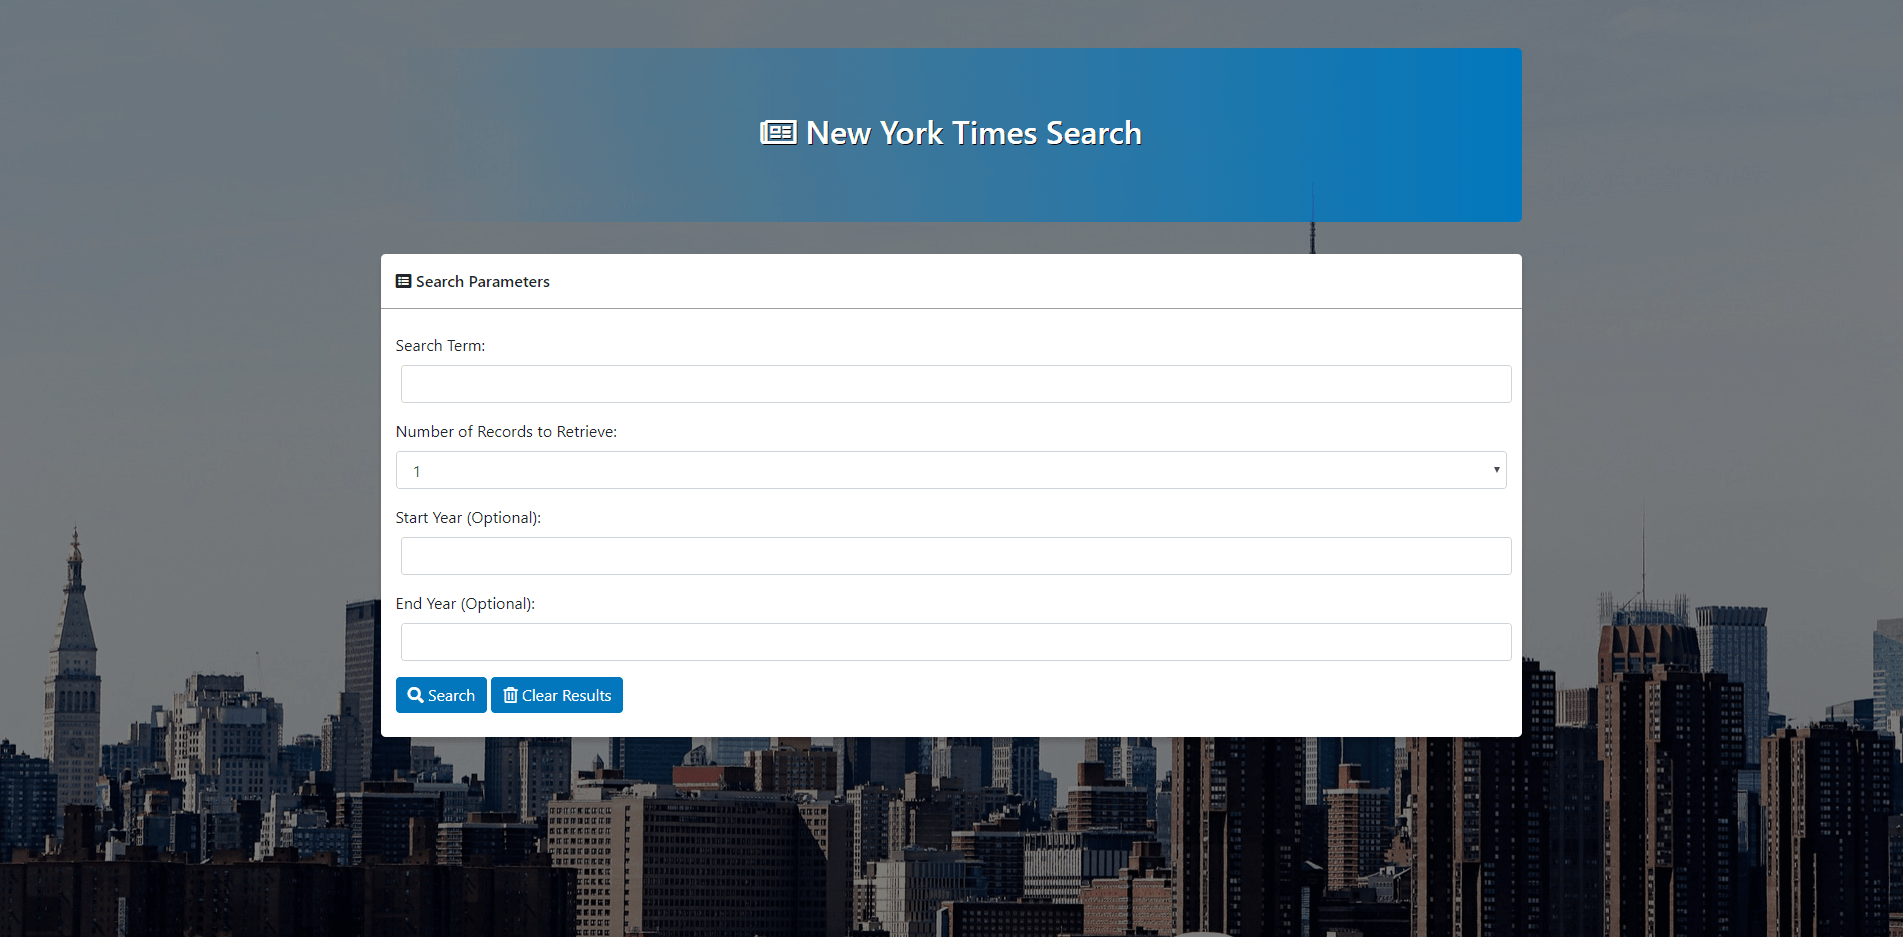 New York Times Search
Search Parameters
Search Term:
Number of Records to Retrieve:
1
Start Year (Optional):
End Year (Optional):
Search
Clear Results